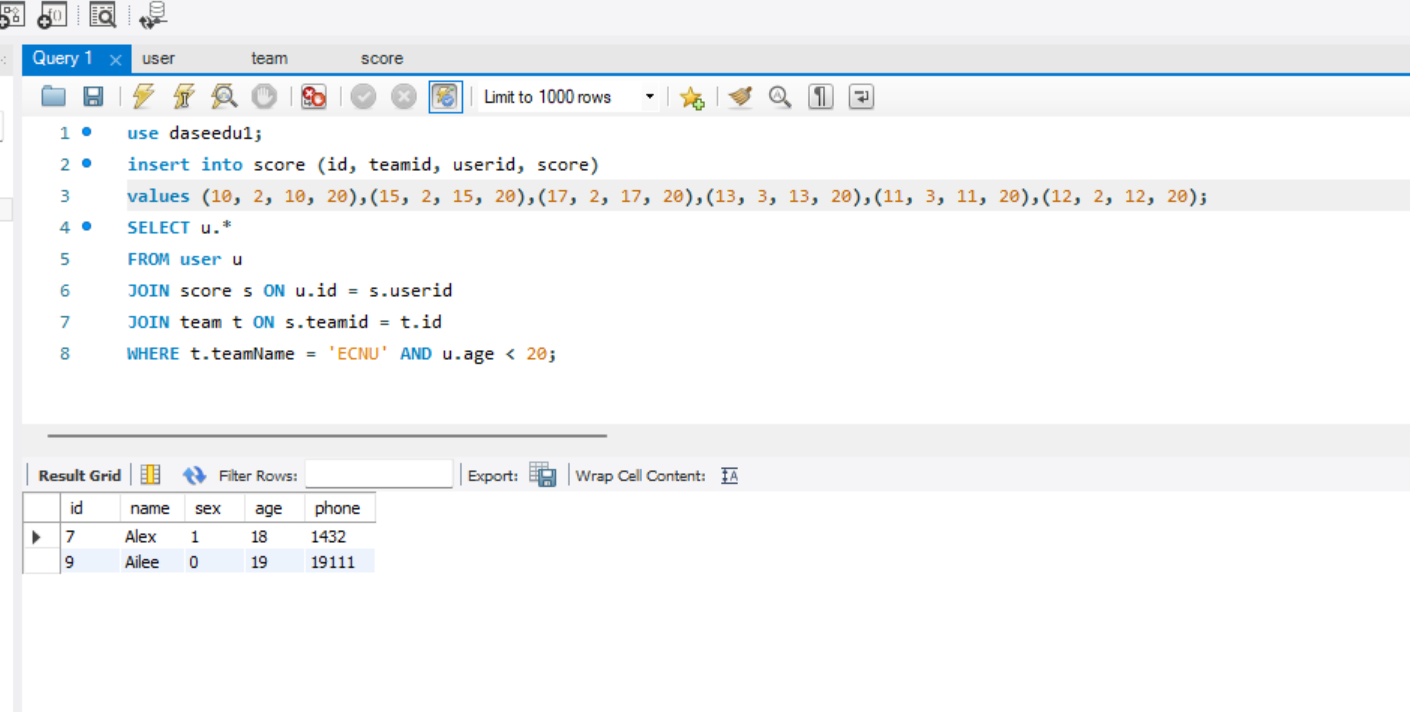 Query 1 user team score
Limit to 1000 rows
1 use daseedu1;
2 insert into score (id, teamid, userid, score)
3 values (10, 2, 10, 20),(15, 2, 15, 20),(17, 2, 17, 20),(13, 3, 13, 20),(11, 3, 11, 20),(12, 2, 12, 20);
4 SELECT u.*
5 FROM user u
6 JOIN score s ON u.id = s.userid
7 JOIN team t ON s.teamid = t.id
8 WHERE t.teamName = 'ECNU' AND u.age < 20;
Result Grid Filter Rows: Export: Wrap Cell Content:
id name sex age phone
7 Alex 1 18 1432
9 Ailee 0 19 19111